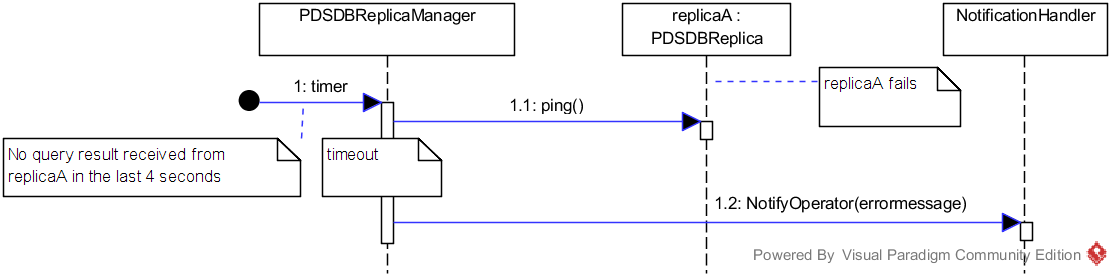 PDSDBReplicaManager
replicaA :
PDSDBReplica
NotificationHandler
replicaA fails
1: timer
1.1: ping()
No query result received from
replicaA in the last 4 seconds
timeout
1.2: NotifyOperator(errormessage)
Powered By Visual Paradigm Community Edition